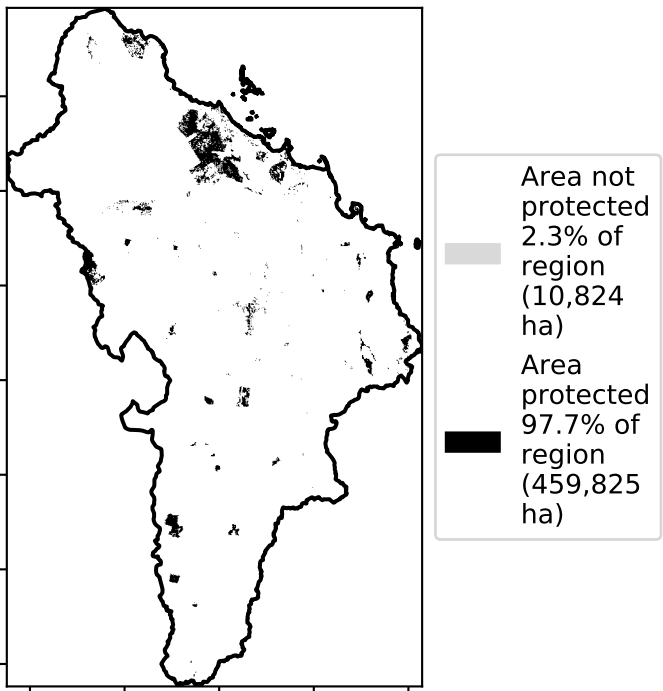 Area not
protected
2.3% of
region
(10,824
ha)
Area
protected
97.7% of
region
(459,825
ha)